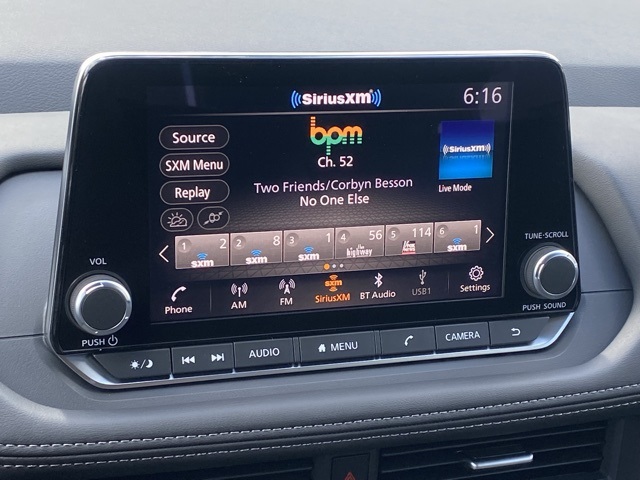 SiriusXM
6:16
bpm
Ch. 52
SiriusXM
Source
SXM Menu
Replay
Two Friends/Corbyn Besson
No One Else
Live Mode
1 2 sxm
2 8 sxm
3 1 sxm
4 56 the highway
5 114
6 1 sxm
Phone
AM
FM
sxm
SiriusXM
BT Audio
USB1
Settings
VOL
PUSH
TUNE·SCROLL
PUSH SOUND
AUDIO
MENU
CAMERA